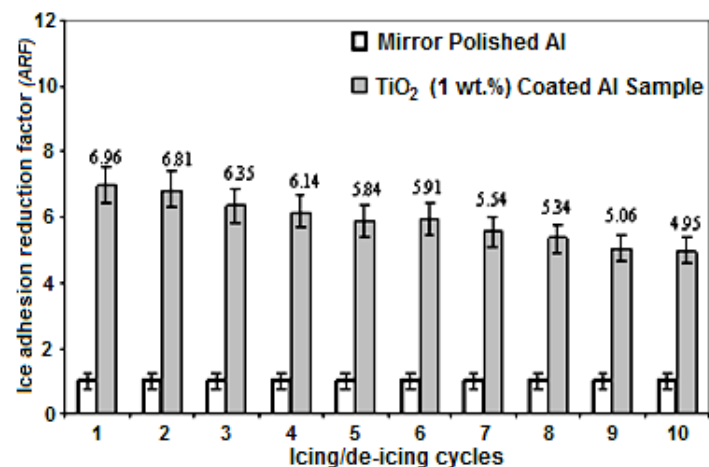 12
10
8
6
4
2
0
Ice adhesion reduction factor (ARF)
Mirror Polished Al
TiO₂ (1 wt.%) Coated Al Sample
6.96 6.81 6.35 6.14 5.84 5.91 5.54 5.34 5.06 4.95
1 2 3 4 5 6 7 8 9 10
Icing/de-icing cycles